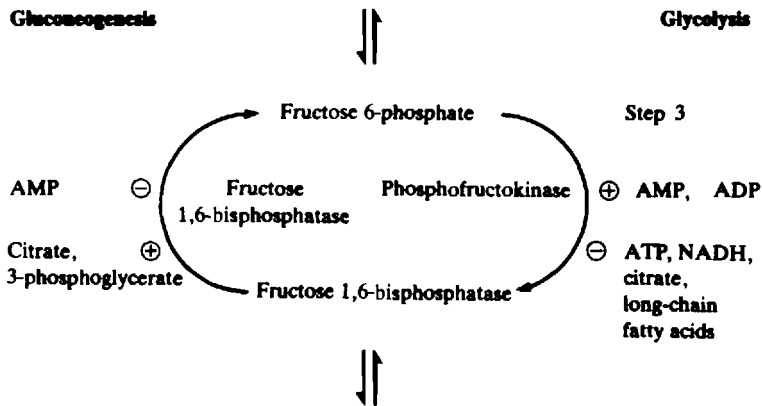 Gluconeogenesis
Glycolysis
Fructose 6-phosphate
Step 3
AMP ⊖
Fructose
1,6-bisphosphatase
Phosphofructokinase
⊕ AMP, ADP
Citrate, ⊕
3-phosphoglycerate
⊖ ATP, NADH,
citrate,
long-chain
fatty acids
Fructose 1,6-bisphosphatase